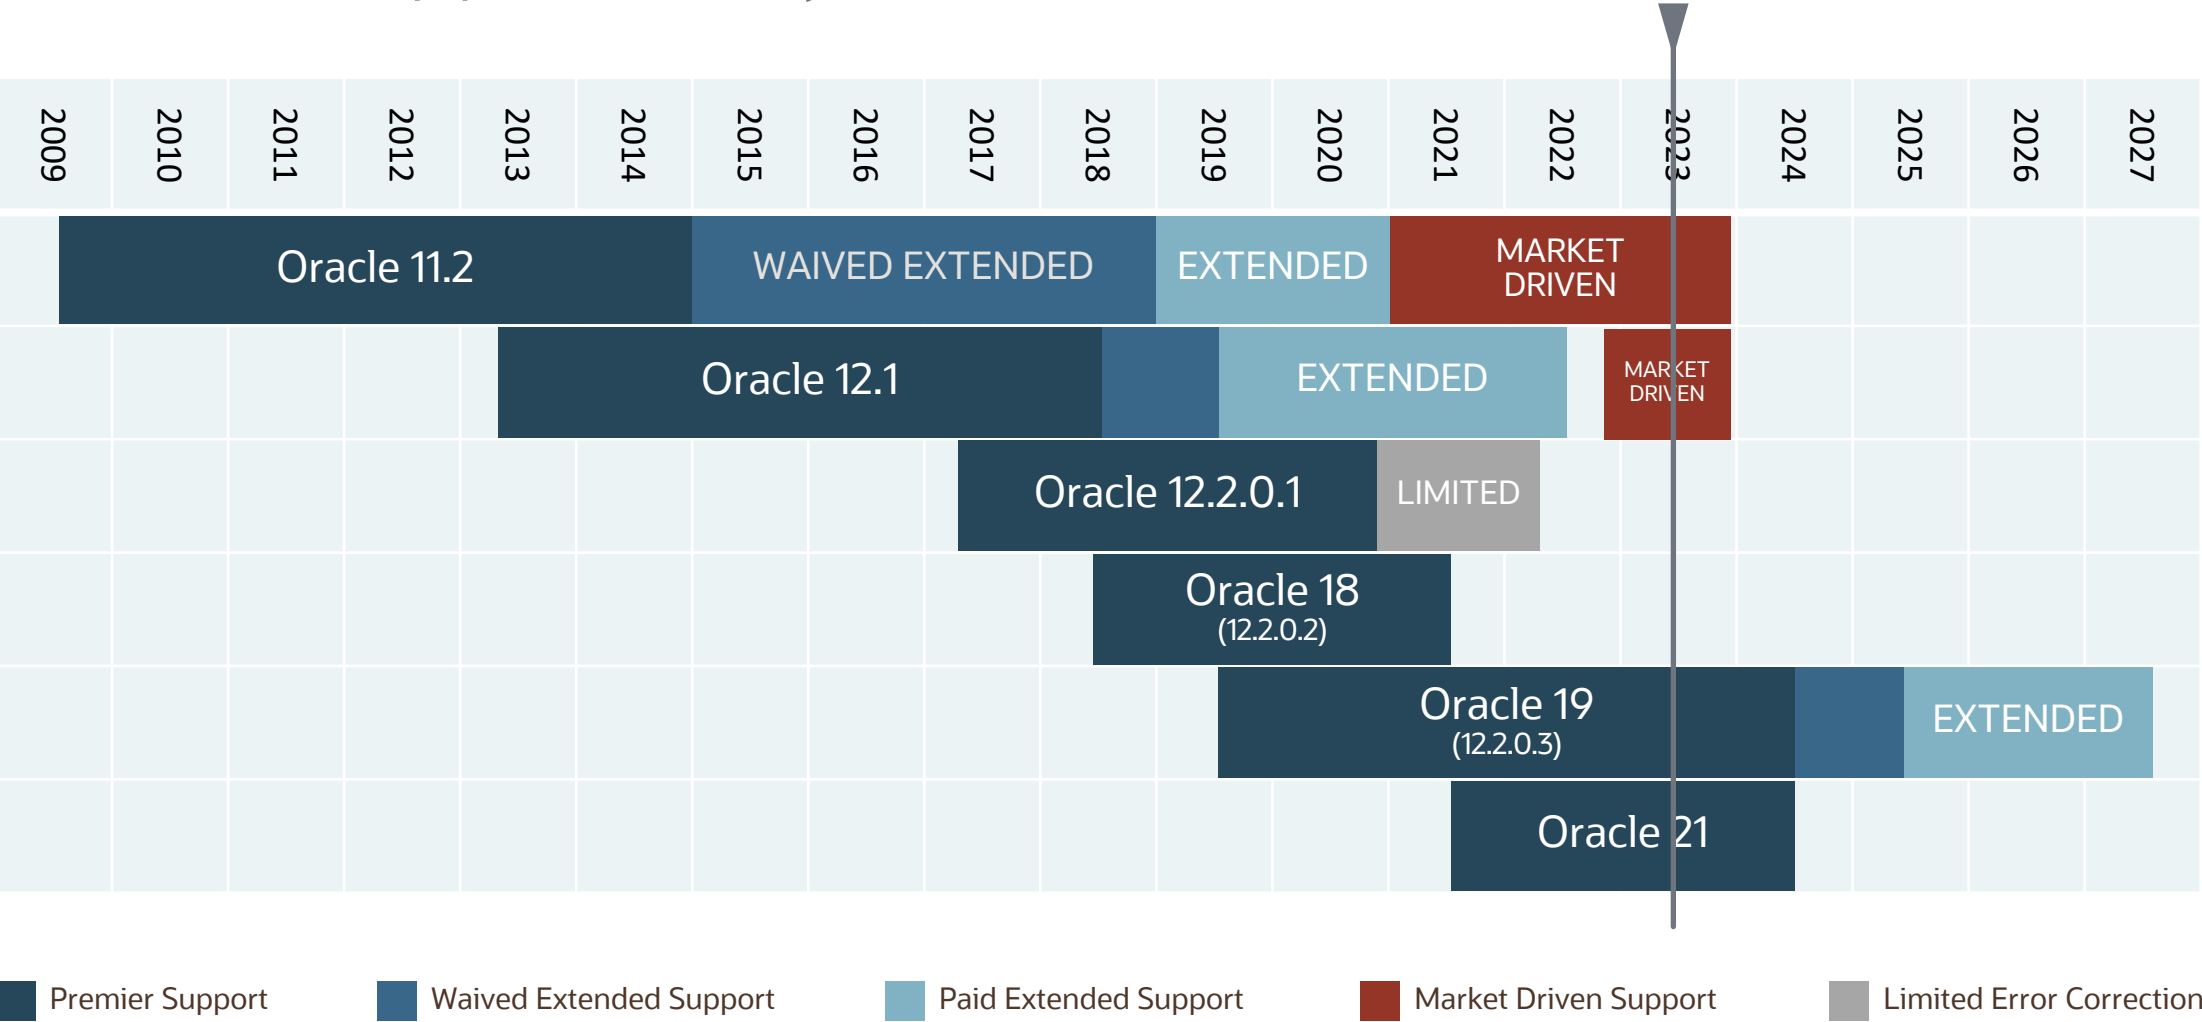 2009
2010
2011
2012
2013
2014
2015
2016
2017
2018
2019
2020
2021
2022
2023
2024
2025
2026
2027
Oracle 11.2
WAIVED EXTENDED
EXTENDED
MARKET
DRIVEN
Oracle 12.1
EXTENDED
MARKET
DRIVEN
Oracle 12.2.0.1
LIMITED
Oracle 18
(12.2.0.2)
Oracle 19
(12.2.0.3)
EXTENDED
Oracle 21
Premier Support
Waived Extended Support
Paid Extended Support
Market Driven Support
Limited Error Correction